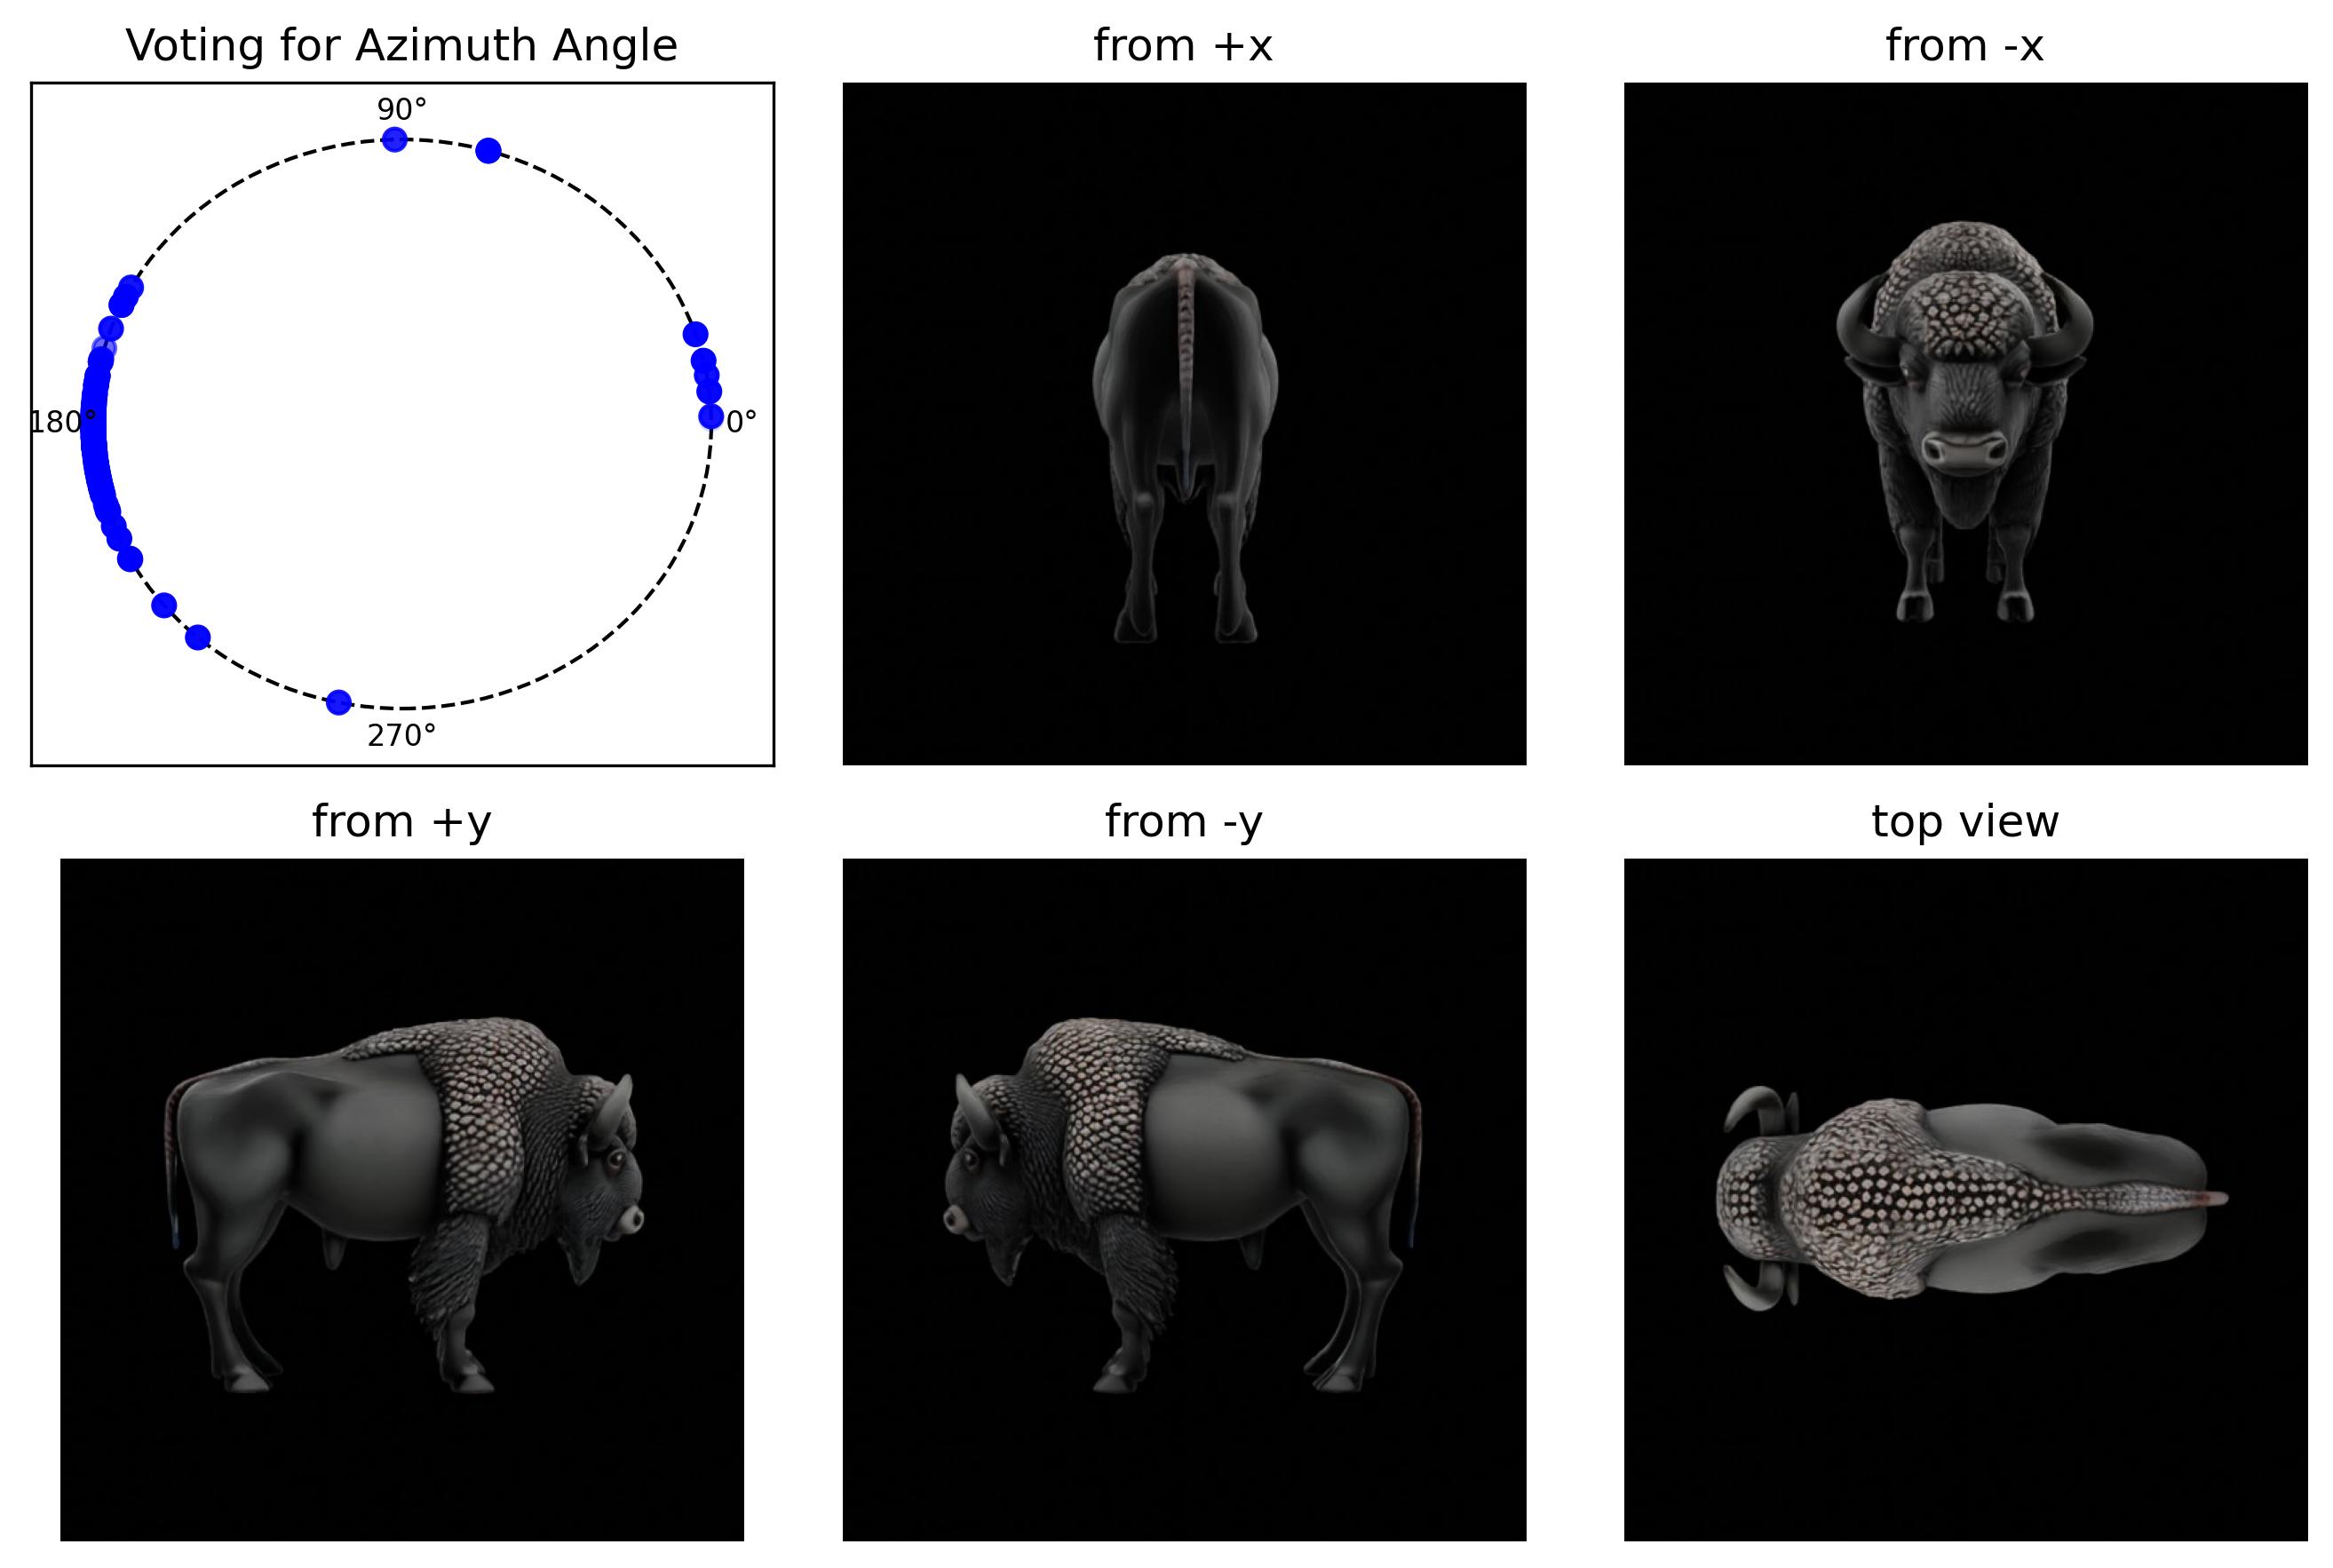 Voting for Azimuth Angle
from +x
from -x
90°
180°
0°
270°
from +y
from -y
top view